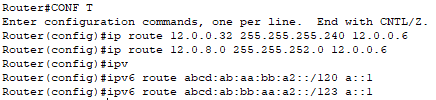 Router#CONF T
Enter configuration commands, one per line.  End with CNTL/Z.
Router(config)#ip route 12.0.0.32 255.255.255.240 12.0.0.6
Router(config)#ip route 12.0.8.0 255.255.252.0 12.0.0.6
Router(config)#ipv
Router(config)#ipv6 route abcd:ab:aa:bb:a2::/120 a::1
Router(config)#ipv6 route abcd:ab:bb:aa:a2::/123 a::1